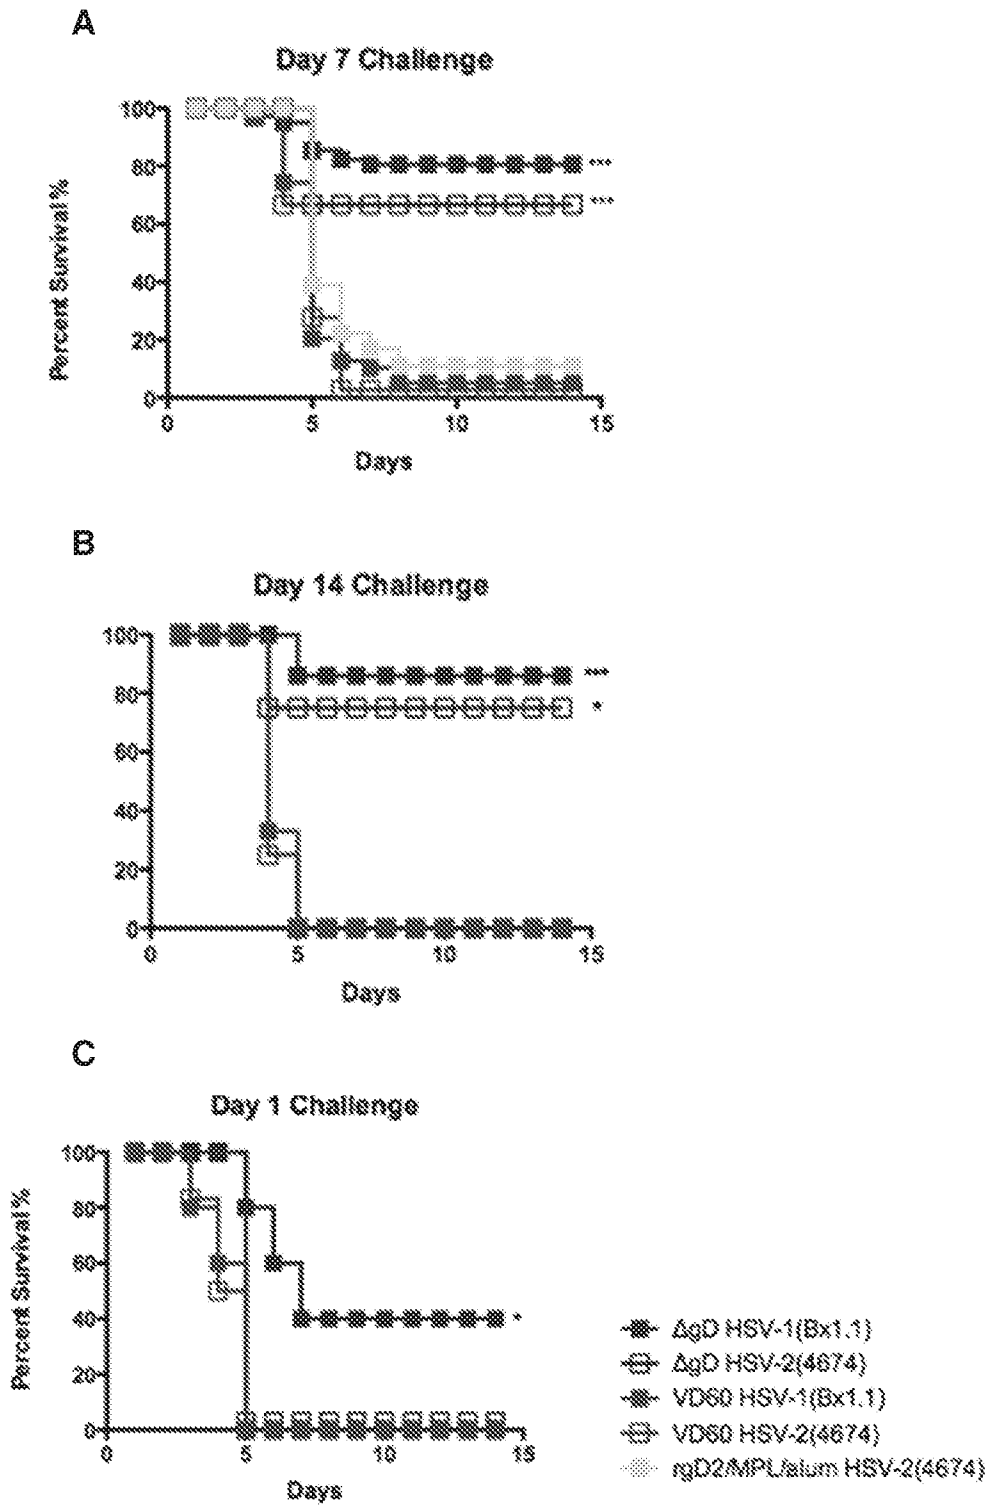 A
Day 7 Challenge
Percent Survival %
100
80
60
40
20
0
0 5 10 15
Days
***
***
B
Day 14 Challenge
100
80
60
40
20
0
0 5 10 15
Days
***
*
C
Day 1 Challenge
Percent Survival %
100
80
60
40
20
0
0 5 10 15
Days
*
ΔgD HSV-1(Bx1.1)
ΔgD HSV-2(4674)
VD60 HSV-1(Bx1.1)
VD60 HSV-2(4674)
rgD2/MPL/alum HSV-2(4674)